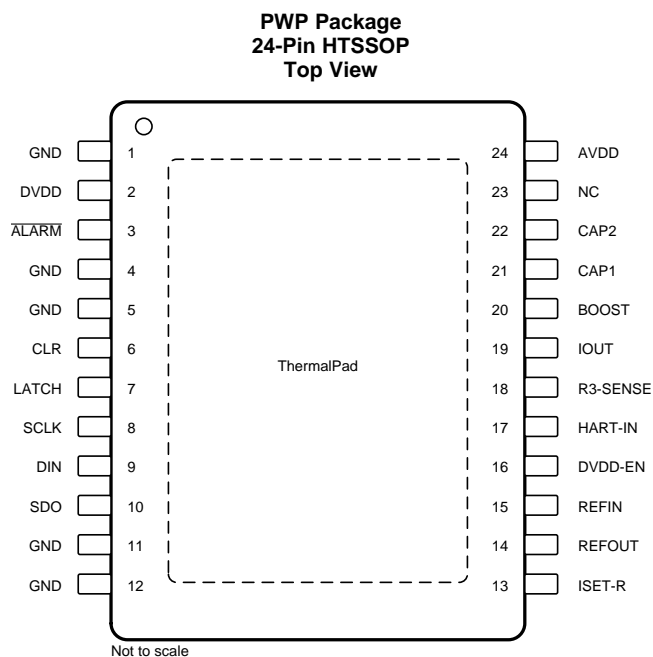 PWP Package
24-Pin HTSSOP
Top View
GND 1 24 AVDD
DVDD 2 23 NC
ALARM 3 22 CAP2
GND 4 21 CAP1
GND 5 20 BOOST
CLR 6 19 IOUT
ThermalPad
LATCH 7 18 R3-SENSE
SCLK 8 17 HART-IN
DIN 9 16 DVDD-EN
SDO 10 15 REFIN
GND 11 14 REFOUT
GND 12 13 ISET-R
Not to scale